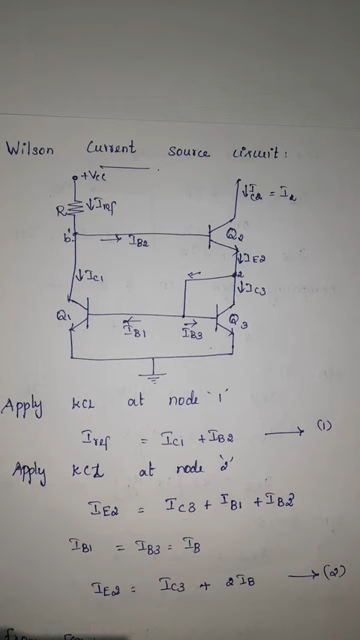 Wilson Current source circuit:
+Vcc
R ↓Iref
↓IC2 = I2
b'
→ IB2
Q2
↓IE2
2
↓IC1
↓IC3
Q1
IB1
IB3
Q3
Apply KCL at node '1'
Iref = IC1 + IB2 → (1)
Apply KCL at node '2'
IE2 = IC3 + IB1 + IB2
IB1 = IB3 = IB
IE2 = IC3 + 2IB → (2)